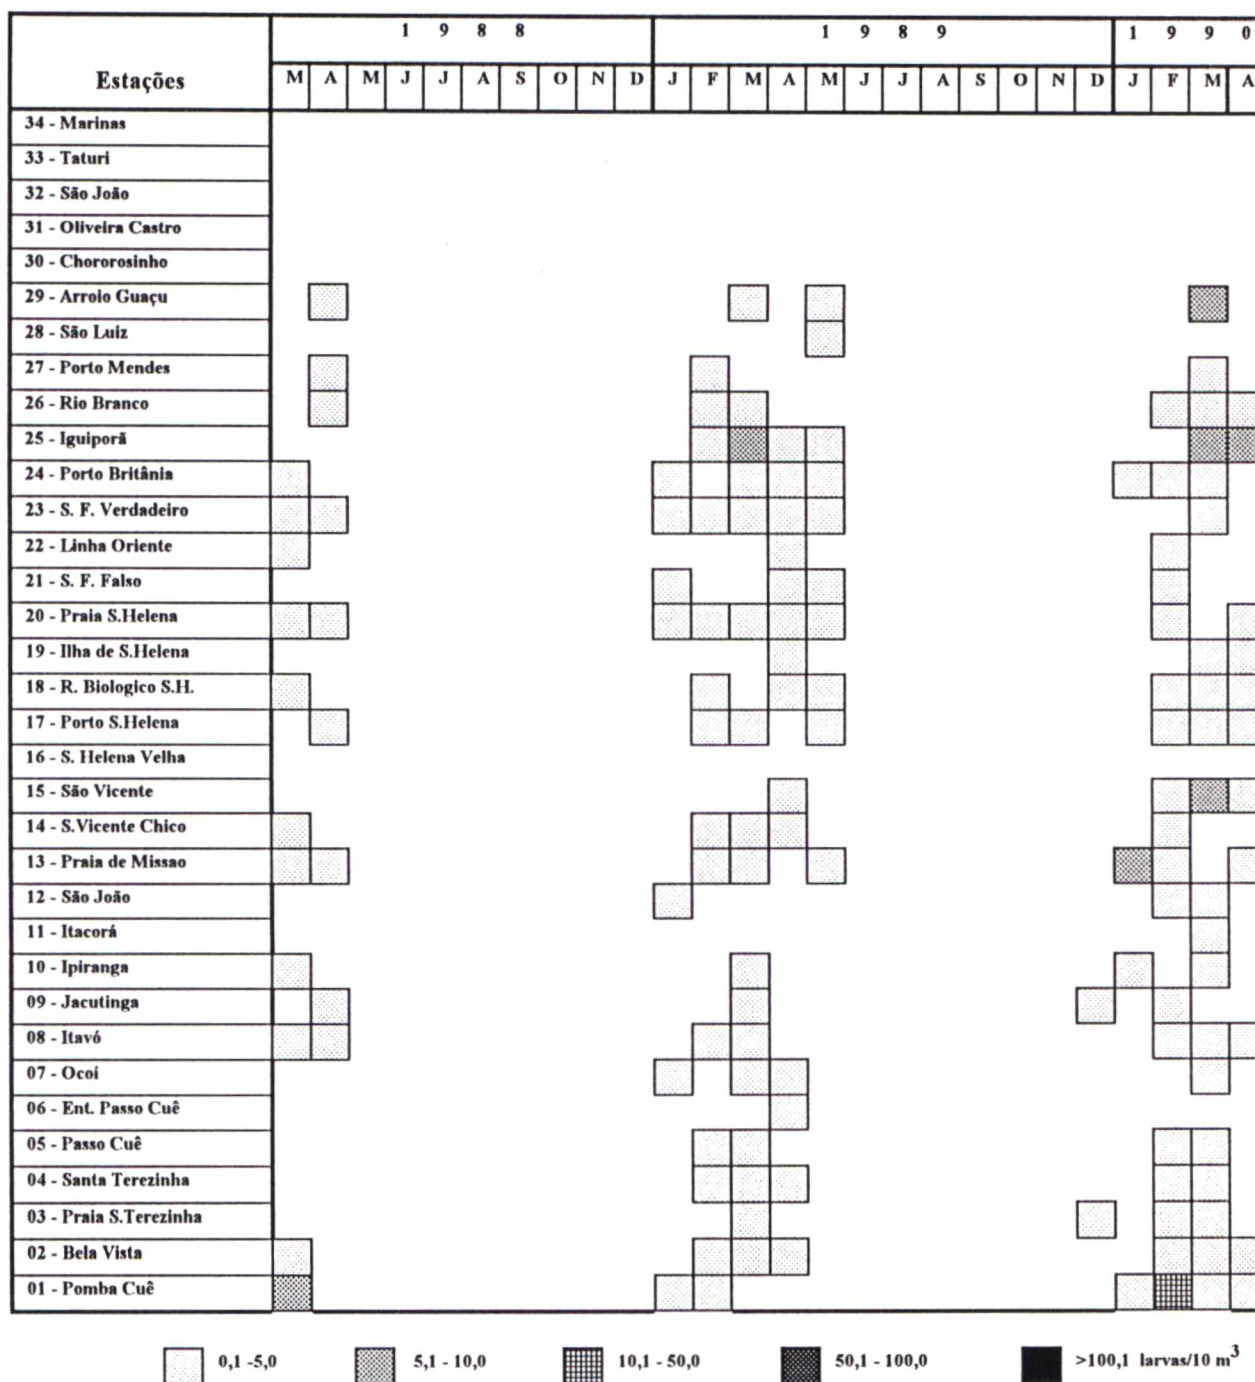 1 9 8 8 1 9 8 9 1 9 9 0
Estações M A M J J A S O N D J F M A M J J A S O N D J F M A
34 - Marinas
33 - Taturi
32 - São João
31 - Oliveira Castro
30 - Chororosinho
29 - Arroio Guaçu
28 - São Luiz
27 - Porto Mendes
26 - Rio Branco
25 - Iguiporã
24 - Porto Britânia
23 - S. F. Verdadeiro
22 - Linha Oriente
21 - S. F. Falso
20 - Praia S.Helena
19 - Ilha de S.Helena
18 - R. Biologico S.H.
17 - Porto S.Helena
16 - S. Helena Velha
15 - São Vicente
14 - S.Vicente Chico
13 - Praia de Missao
12 - São João
11 - Itacorá
10 - Ipiranga
09 - Jacutinga
08 - Itavó
07 - Ocoí
06 - Ent. Passo Cuê
05 - Passo Cuê
04 - Santa Terezinha
03 - Praia S.Terezinha
02 - Bela Vista
01 - Pomba Cuê
0,1 -5,0 5,1 - 10,0 10,1 - 50,0 50,1 - 100,0 >100,1 larvas/10 m³